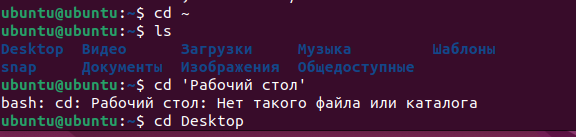 ubuntu@ubuntu:~$ cd ~
ubuntu@ubuntu:~$ ls
Desktop  Видео      Загрузки     Музыка         Шаблоны
snap     Документы  Изображения  Общедоступные
ubuntu@ubuntu:~$ cd 'Рабочий стол'
bash: cd: Рабочий стол: Нет такого файла или каталога
ubuntu@ubuntu:~$ cd Desktop